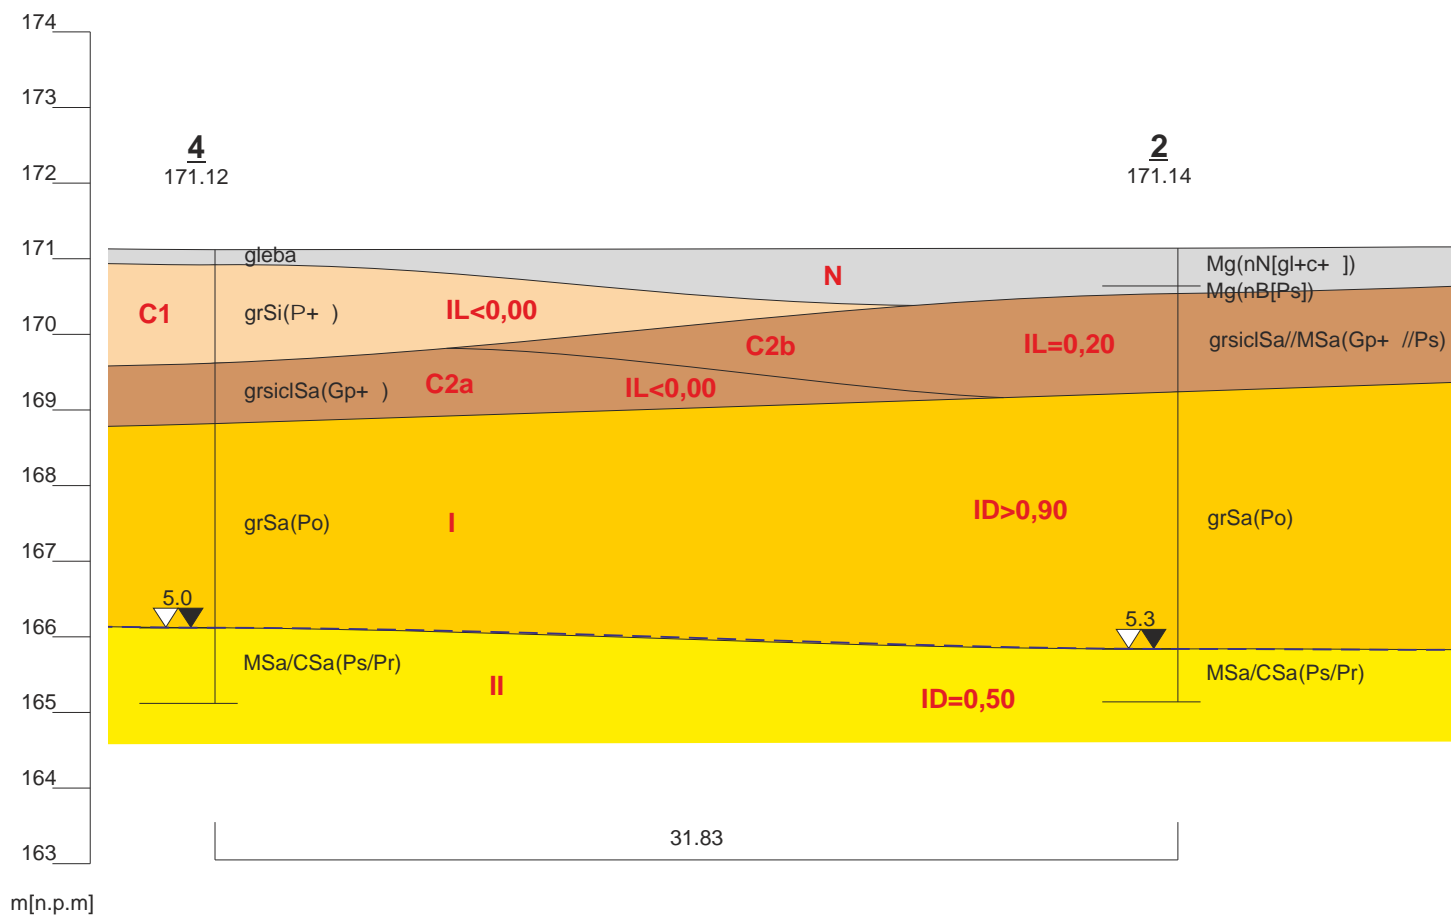 174
173
4
2
172
171.12
171.14
171
gleba
Mg(nN[gl+c+ ])
N
Mg(nB[Ps])
C1
grSi(P+ )
IL<0,00
170
C2b
IL=0,20
grsiclSa//MSa(Gp+ //Ps)
grsiclSa(Gp+ )
C2a
IL<0,00
169
168
grSa(Po)
I
ID>0,90
grSa(Po)
167
5.0
5.3
166
MSa/CSa(Ps/Pr)
II
MSa/CSa(Ps/Pr)
ID=0,50
165
164
31.83
163
m[n.p.m]